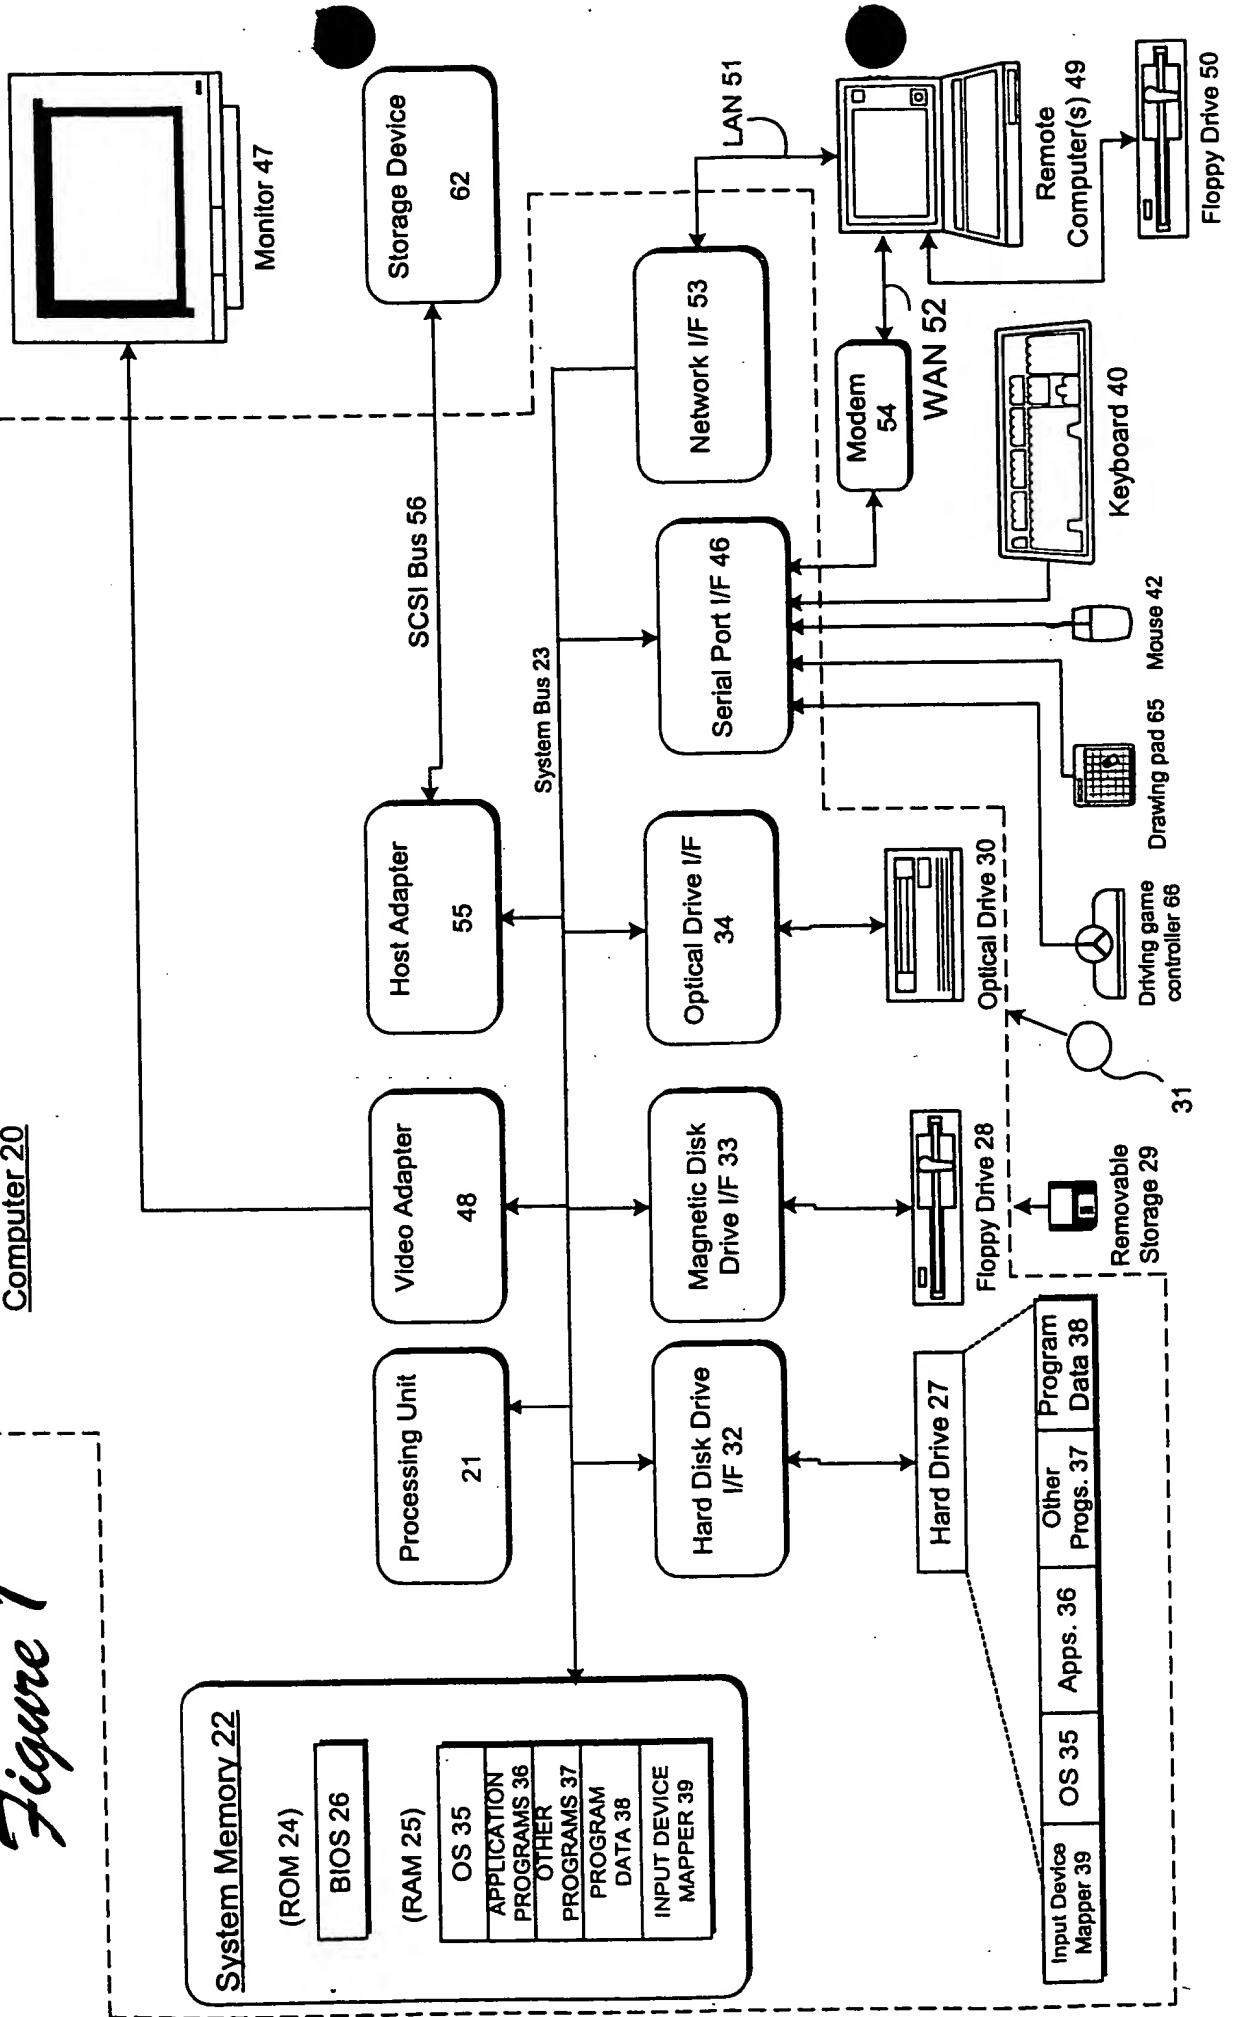 Figure 1
Computer 20
System Memory 22
(ROM 24)
BIOS 26
(RAM 25)
OS 35
APPLICATION
PROGRAMS 36
OTHER
PROGRAMS 37
PROGRAM
DATA 38
INPUT DEVICE
MAPPER 39
Processing Unit
21
Video Adapter
48
Host Adapter
55
Storage Device
62
Monitor 47
SCSI Bus 56
System Bus 23
Hard Disk Drive
I/F 32
Magnetic Disk
Drive I/F 33
Optical Drive I/F
34
Serial Port I/F 46
Network I/F 53
LAN 51
Modem
54
WAN 52
Remote
Computer(s) 49
Floppy Drive 50
Hard Drive 27
Floppy Drive 28
Optical Drive 30
Keyboard 40
Mouse 42
Drawing pad 65
Driving game
controller 66
31
Removable
Storage 29
Input Device
Mapper 39
OS 35
Apps. 36
Other
Progs. 37
Program
Data 38